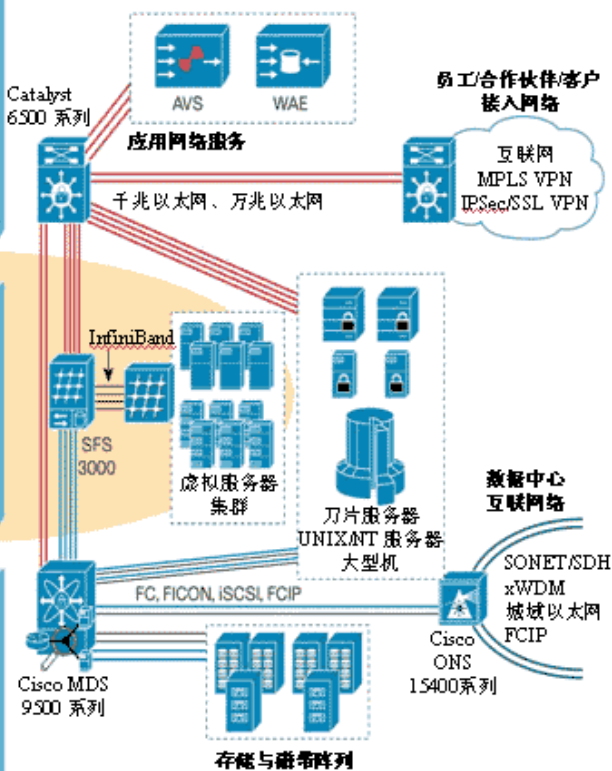 Catalyst
6500 系列
AVS
WAE
应用网络服务
员工/合作伙伴/客户
接入网络
互联网
MPLS VPN
IPSec/SSL VPN
千兆以太网、万兆以太网
InfiniBand
SFS
3000
虚拟服务器
集群
刀片服务器
UNIX/NT 服务器
大型机
数据中心
互联网络
SONET/SDH
xWDM
城域以太网
FCIP
FC, FICON, iSCSI, FCIP
Cisco
ONS
15400系列
Cisco MDS
9500 系列
存储与磁带阵列